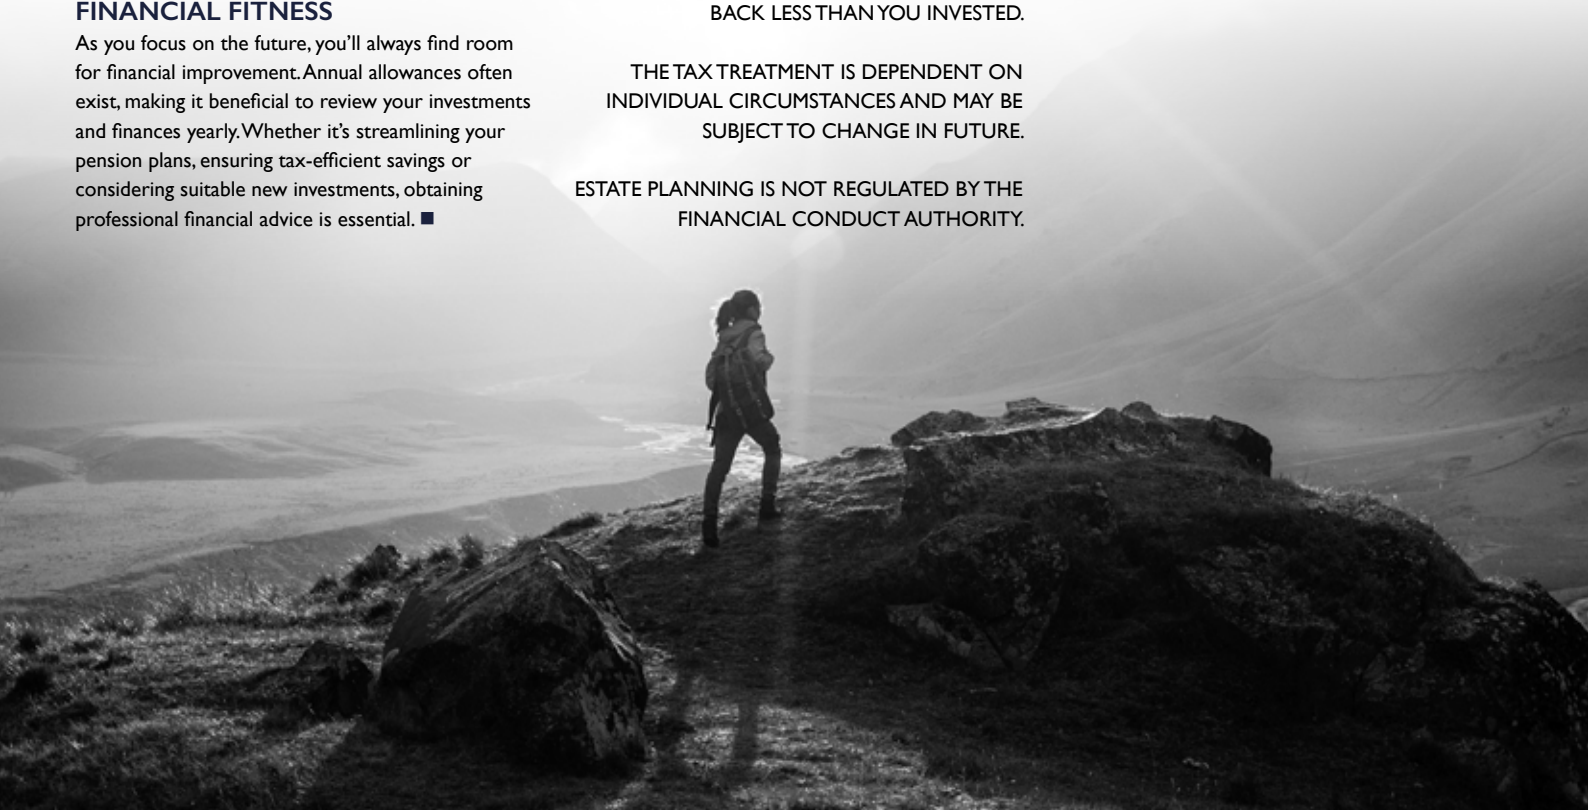 FINANCIAL FITNESS
As you focus on the future, you'll always find room
for financial improvement. Annual allowances often
exist, making it beneficial to review your investments
and finances yearly. Whether it's streamlining your
pension plans, ensuring tax-efficient savings or
considering suitable new investments, obtaining
professional financial advice is essential. ■
BACK LESS THAN YOU INVESTED.
THE TAX TREATMENT IS DEPENDENT ON
INDIVIDUAL CIRCUMSTANCES AND MAY BE
SUBJECT TO CHANGE IN FUTURE.
ESTATE PLANNING IS NOT REGULATED BY THE
FINANCIAL CONDUCT AUTHORITY.